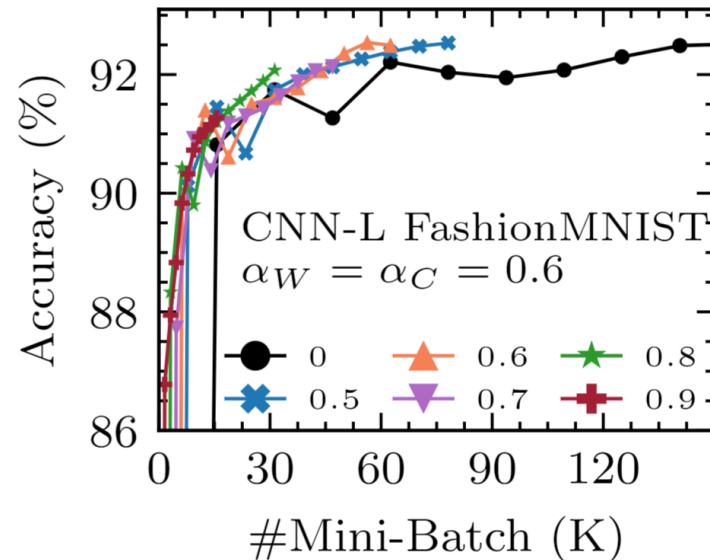 Accuracy (%)
92
90
88
86
CNN-L FashionMNIST
α_W = α_C = 0.6
0 0.6 0.8
0.5 0.7 0.9
0 30 60 90 120
#Mini-Batch (K)